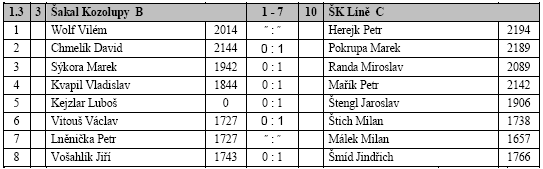 1.3 3 Šakal Kozolupy B 1 - 7 10 ŠK Líně C
1 Wolf Vilém 2014 ˝ : ˝ Herejk Petr 2194
2 Chmelík David 2144 0 : 1 Pokrupa Marek 2189
3 Sýkora Marek 1942 0 : 1 Randa Miroslav 2089
4 Kvapil Vladislav 1844 0 : 1 Mařík Petr 2142
5 Kejzlar Luboš 0 0 : 1 Štengl Jaroslav 1906
6 Vitouš Václav 1727 0 : 1 Štich Milan 1738
7 Lněnička Petr 1727 ˝ : ˝ Málek Milan 1657
8 Vošahlík Jiří 1743 0 : 1 Šmíd Jindřich 1766